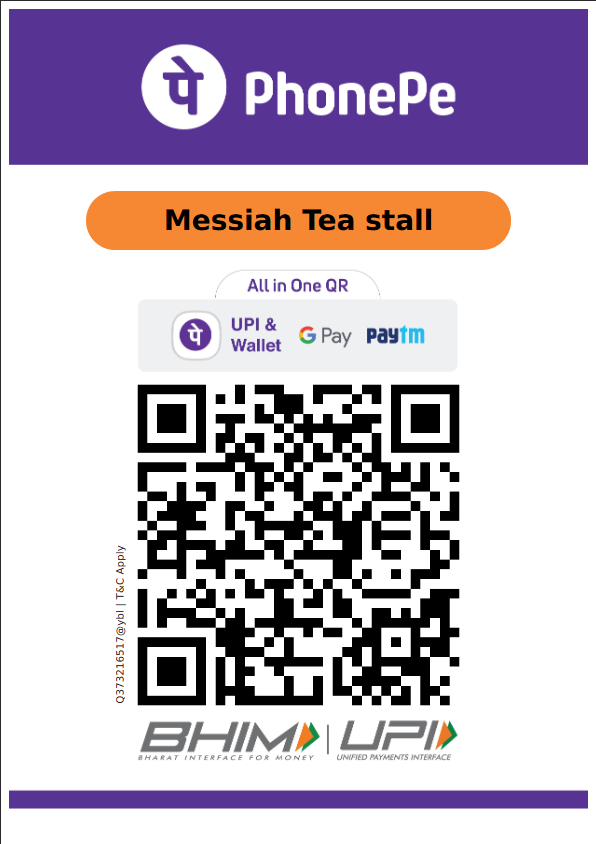 पे PhonePe
Messiah Tea stall
All in One QR
पे UPI & Wallet G Pay paytm
Q373216517@ybl | T&C Apply
BHIM UPI
BHARAT INTERFACE FOR MONEY UNIFIED PAYMENTS INTERFACE